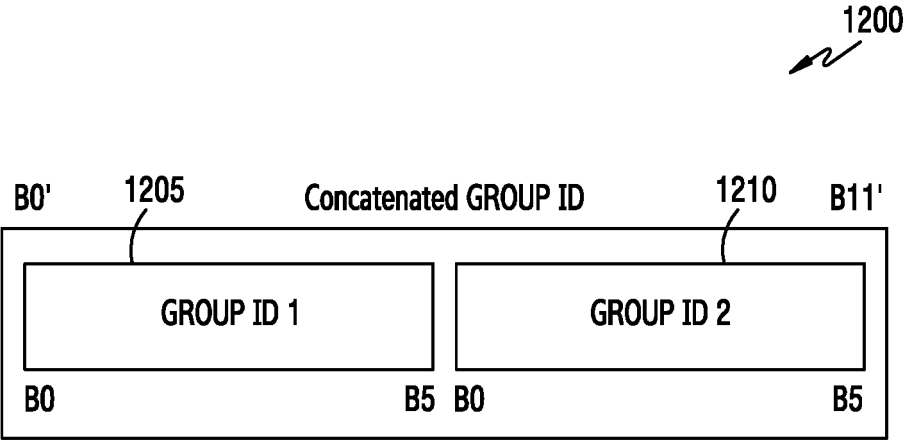 1200
B0' 1205 Concatenated GROUP ID 1210 B11'
GROUP ID 1 GROUP ID 2
B0 B5 B0 B5